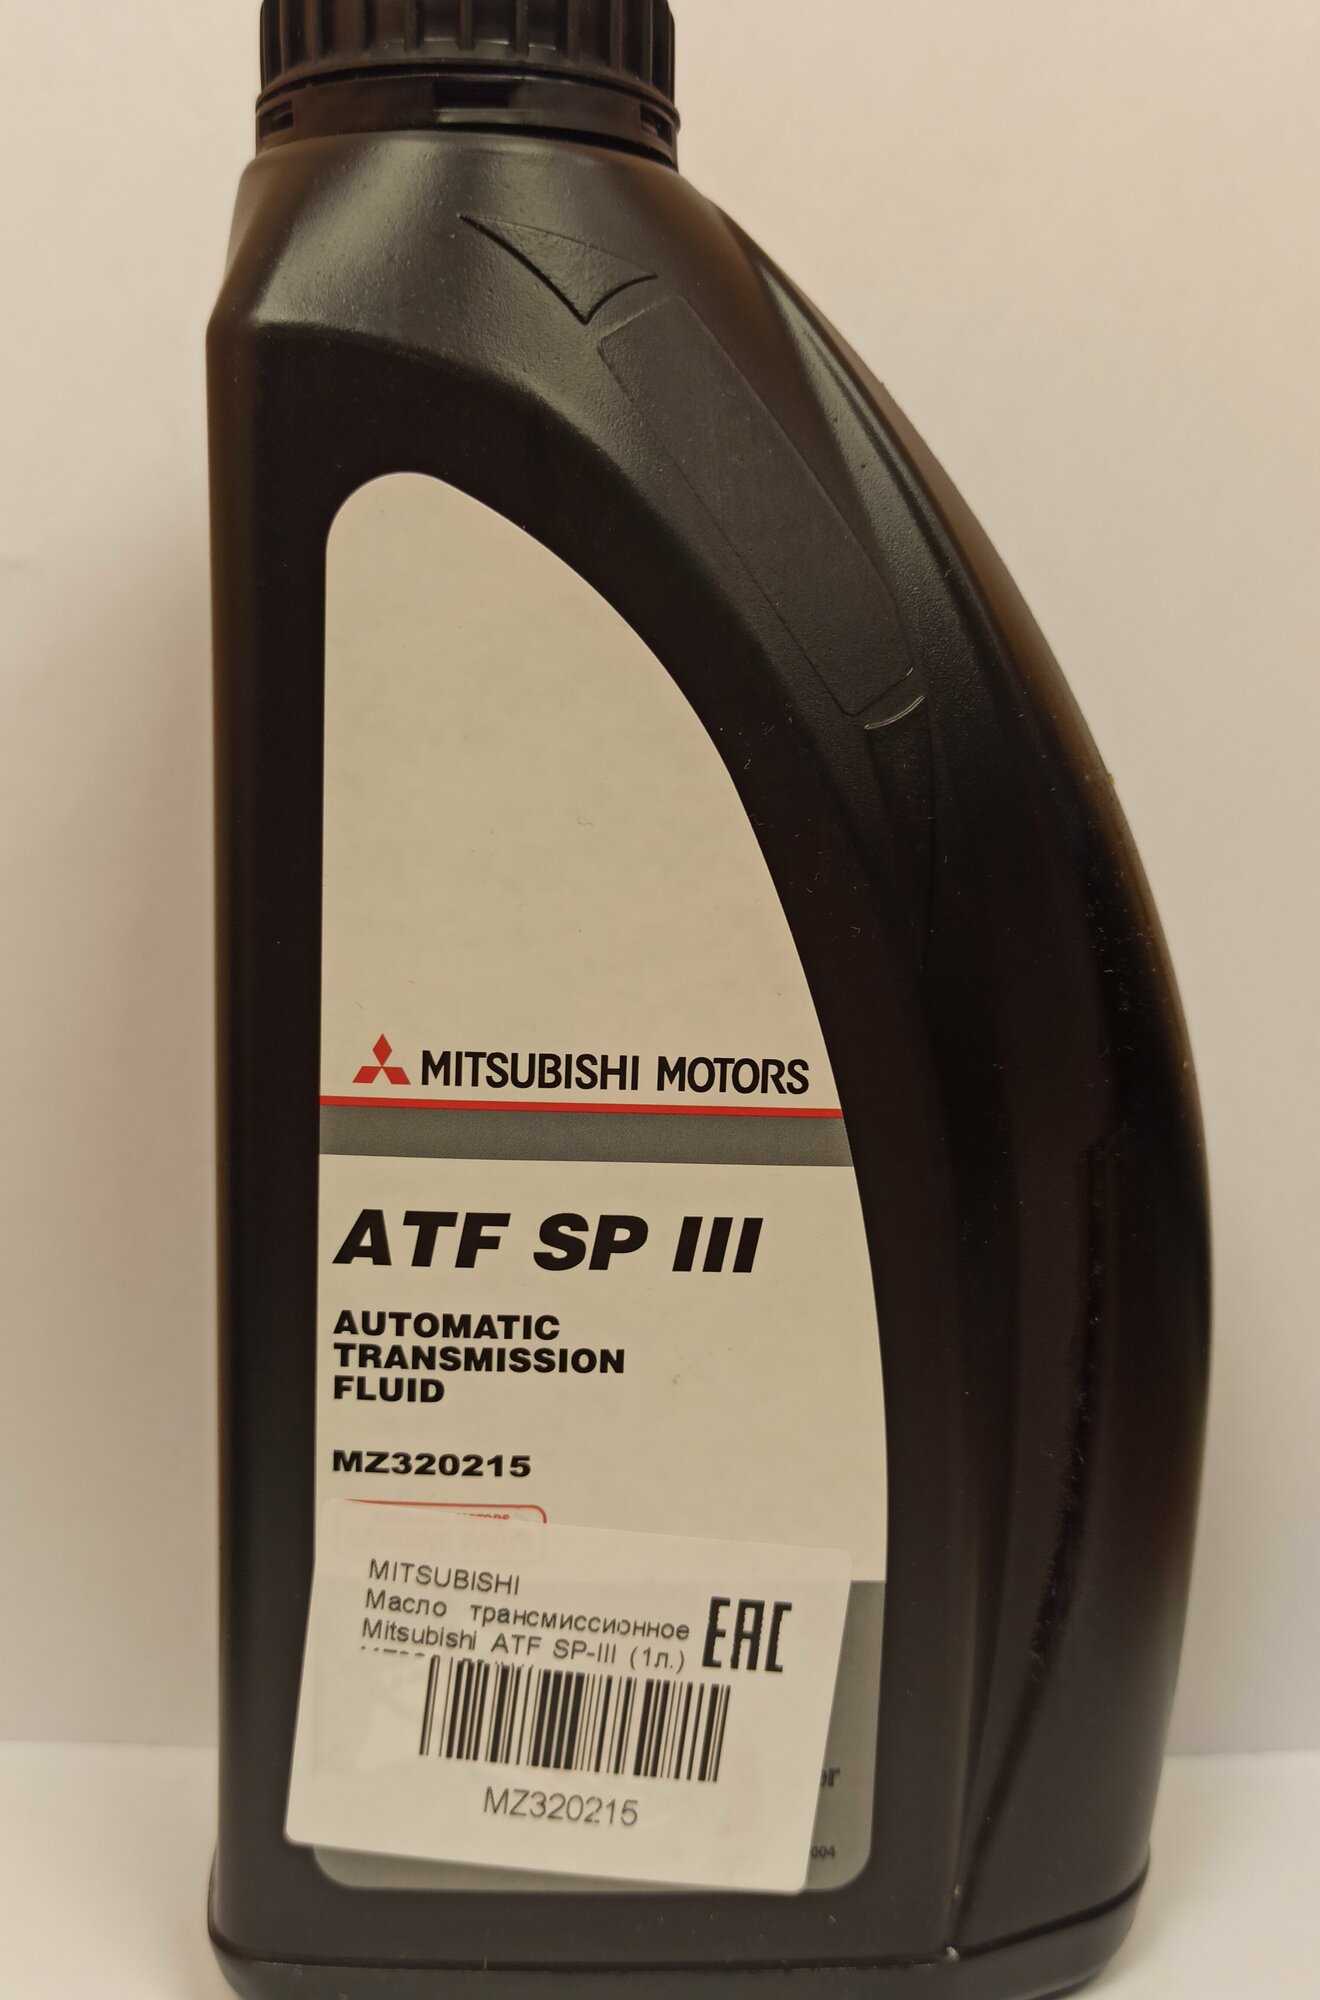 MITSUBISHI MOTORS
ATF SP III
AUTOMATIC
TRANSMISSION
FLUID
MZ320215
MITSUBISHI
Масло трансмиссионное
Mitsubishi ATF SP-III (1л.)
EAC
MZ320215
004